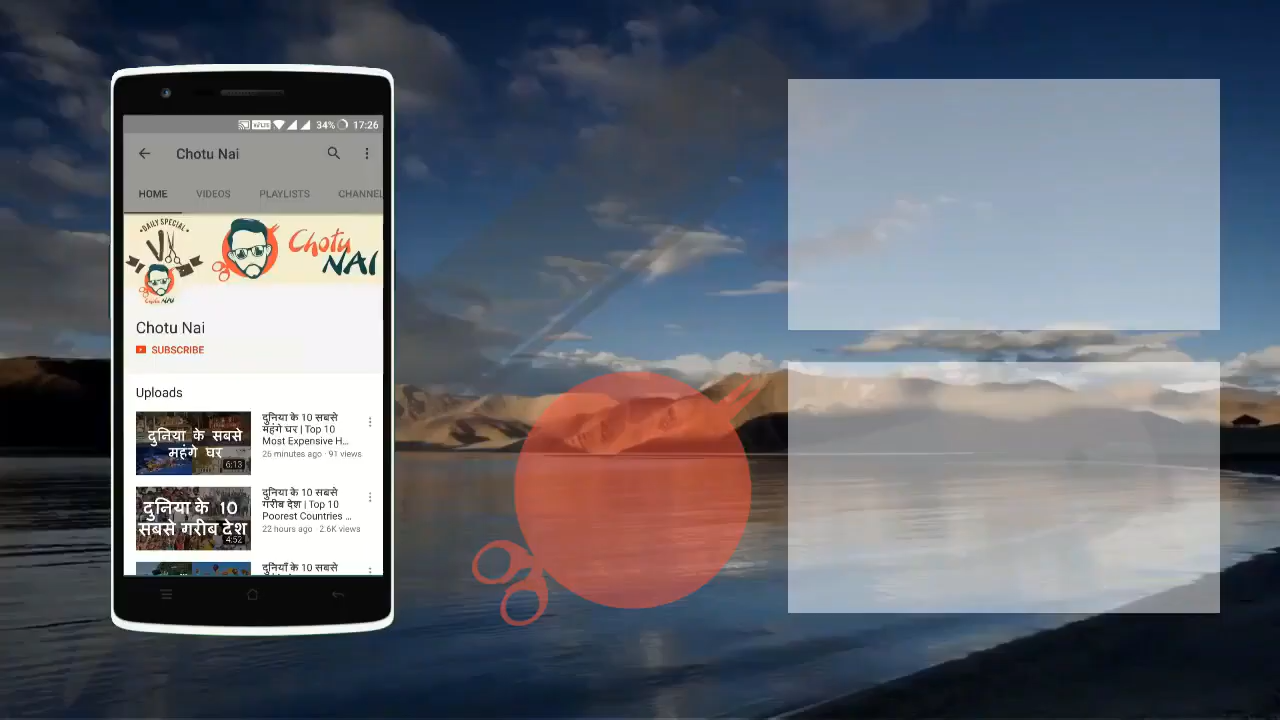 34% 17:26
Chotu Nai
HOME VIDEOS PLAYLISTS CHANNEL
DAILY SPECIAL
Chotu
NAI
Chotu NAI
Chotu Nai
SUBSCRIBE
Uploads
दुनिया के सबसे
महंगे घर
6:13
दुनिया के 10 सबसे
महंगे घर | Top 10
Most Expensive H...
26 minutes ago · 91 views
दुनिया के 10
सबसे गरीब देश
4:52
दुनिया के 10 सबसे
गरीब देश | Top 10
Poorest Countries ...
22 hours ago · 2.6K views
दुनियाँ के 10 सबसे